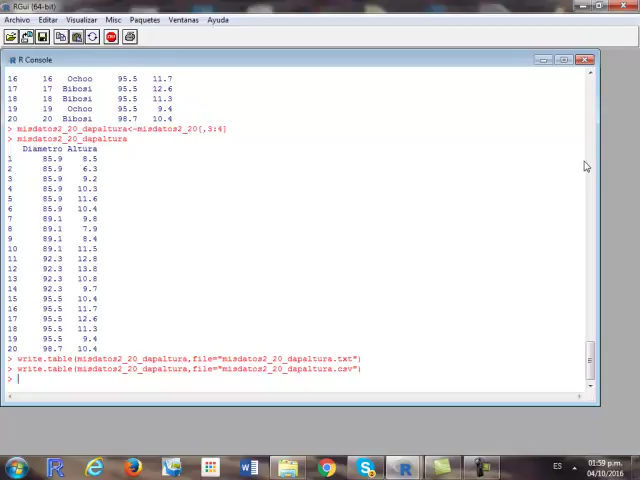 RGui (64-bit)
Archivo Editar Visualizar Misc Paquetes Ventanas Ayuda
STOP
R Console
16 16 Ochoo 95.5 11.7
17 17 Bibosi 95.5 12.6
18 18 Bibosi 95.5 11.3
19 19 Ochoo 95.5 9.4
20 20 Bibosi 98.7 10.4
> misdatos2_20_dapaltura<-misdatos2_20[,3:4]
> misdatos2_20_dapaltura
Diametro Altura
1 85.9 8.5
2 85.9 6.3
3 85.9 9.2
4 85.9 10.3
5 85.9 11.6
6 85.9 10.4
7 89.1 9.8
8 89.1 7.9
9 89.1 8.4
10 89.1 11.5
11 92.3 12.8
12 92.3 13.8
13 92.3 10.8
14 92.3 9.7
15 95.5 10.4
16 95.5 11.7
17 95.5 12.6
18 95.5 11.3
19 95.5 9.4
20 98.7 10.4
> write.table(misdatos2_20_dapaltura,file="misdatos2_20_dapaltura.txt")
> write.table(misdatos2_20_dapaltura,file="misdatos2_20_dapaltura.csv")
>
ES 01:59 p.m.
04/10/2016